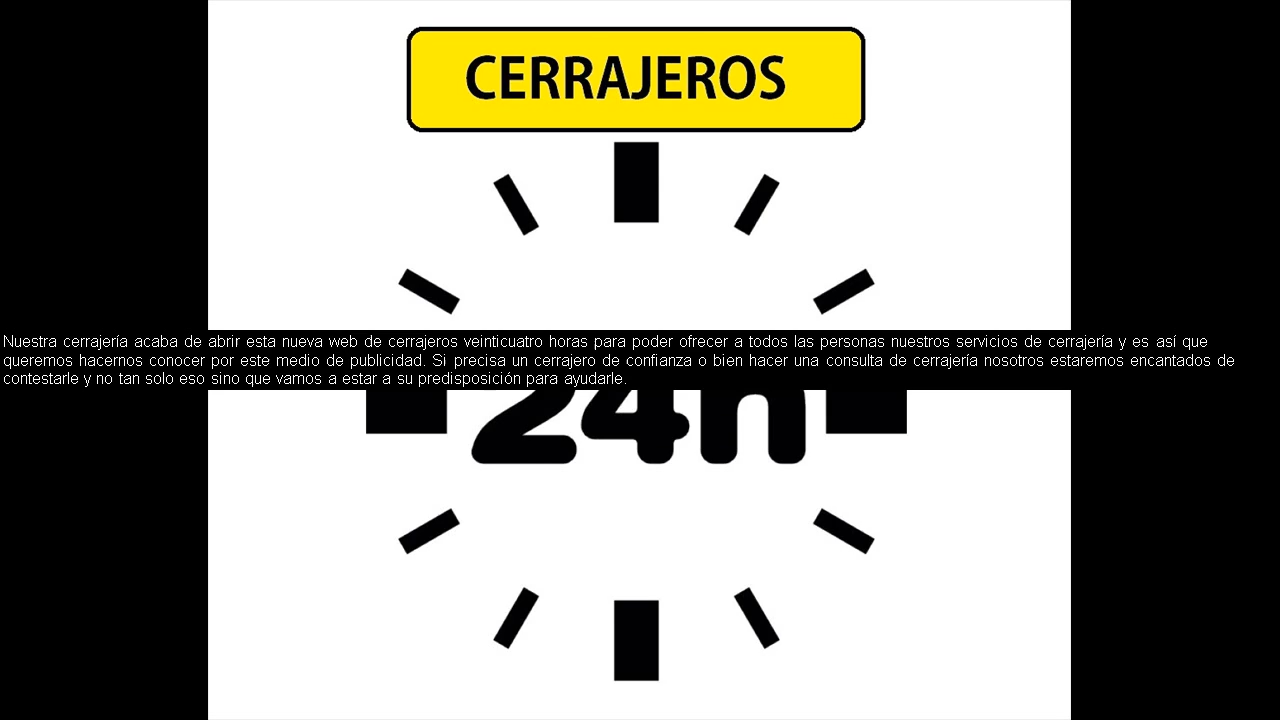 CERRAJEROS
Nuestra cerrajería acaba de abrir esta nueva web de cerrajeros veinticuatro horas para poder ofrecer a todos las personas nuestros servicios de cerrajería y es así que
queremos hacernos conocer por este medio de publicidad. Si precisa un cerrajero de confianza o bien hacer una consulta de cerrajería nosotros estaremos encantados de
contestarle y no tan solo eso sino que vamos a estar a su predisposición para ayudarle.
24h